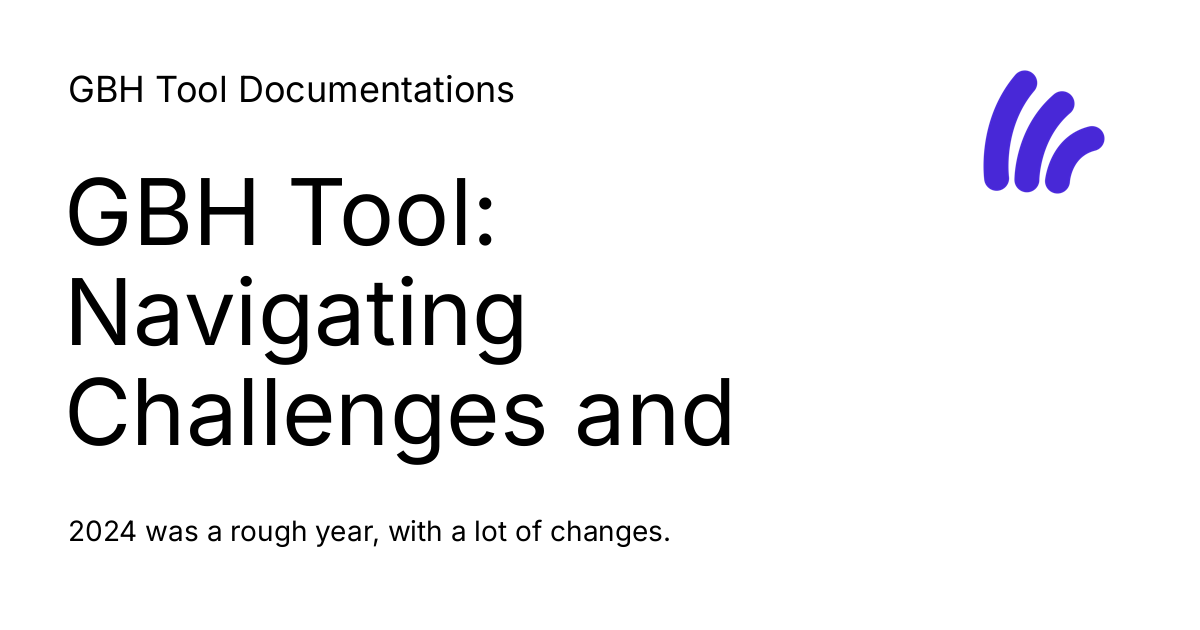 GBH Tool Documentations
GBH Tool:
Navigating
Challenges and
2024 was a rough year, with a lot of changes.